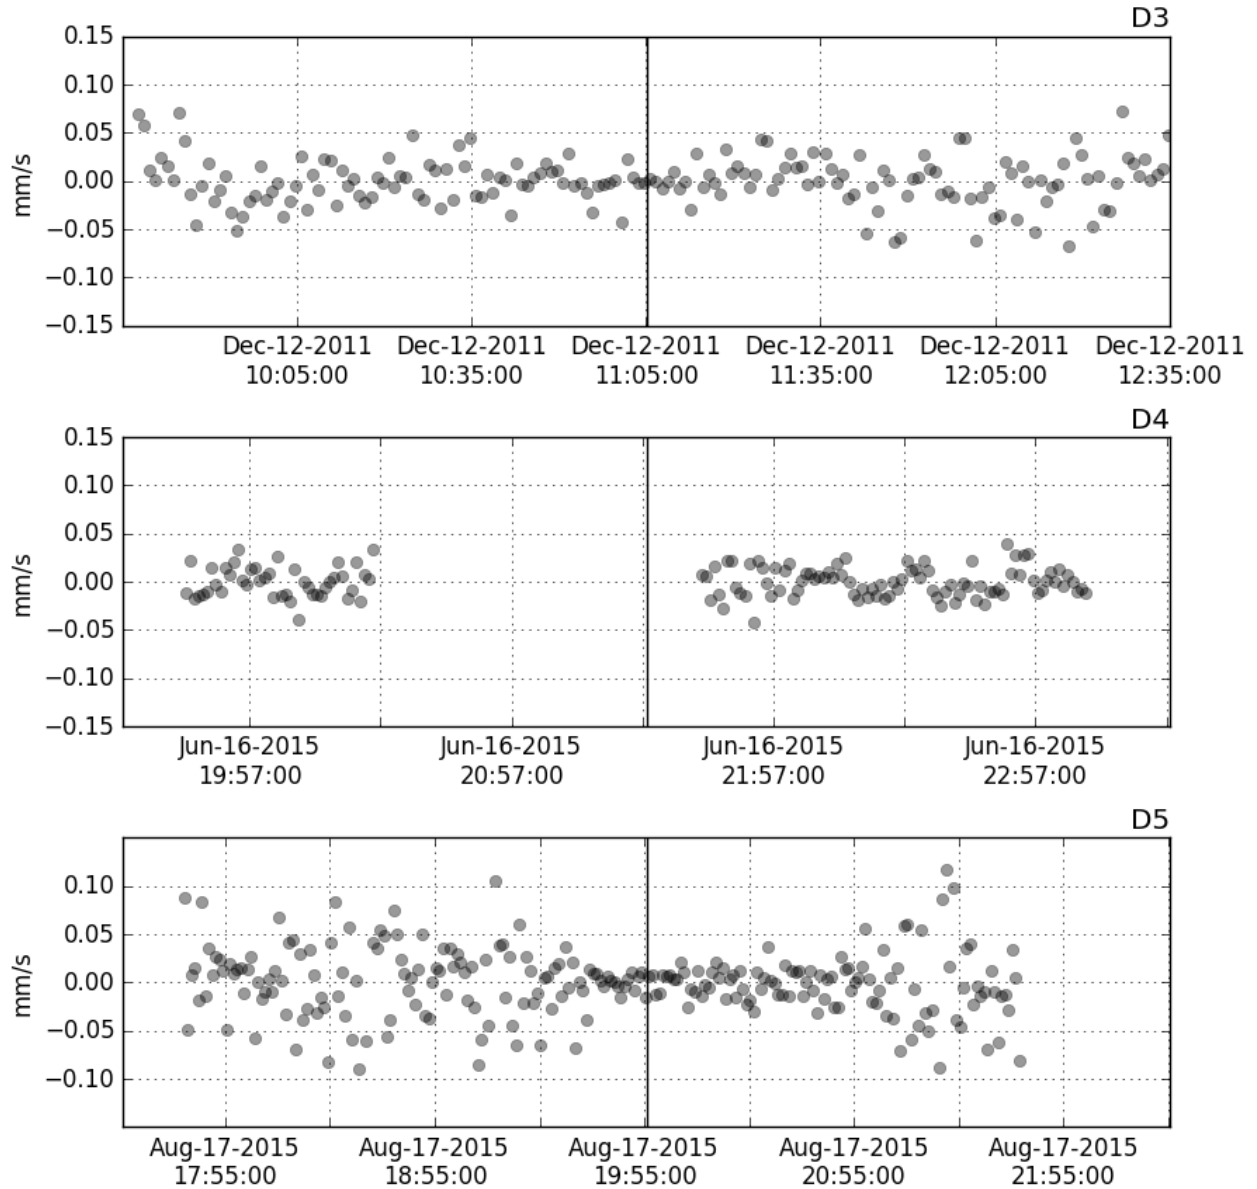 D3
0.15
0.10
0.05
0.00
−0.05
−0.10
−0.15
mm/s
Dec-12-2011 Dec-12-2011 Dec-12-2011 Dec-12-2011 Dec-12-2011 Dec-12-2011
10:05:00 10:35:00 11:05:00 11:35:00 12:05:00 12:35:00
D4
0.15
0.10
0.05
0.00
−0.05
−0.10
−0.15
mm/s
Jun-16-2015 Jun-16-2015 Jun-16-2015 Jun-16-2015
19:57:00 20:57:00 21:57:00 22:57:00
D5
0.10
0.05
0.00
−0.05
−0.10
mm/s
Aug-17-2015 Aug-17-2015 Aug-17-2015 Aug-17-2015 Aug-17-2015
17:55:00 18:55:00 19:55:00 20:55:00 21:55:00